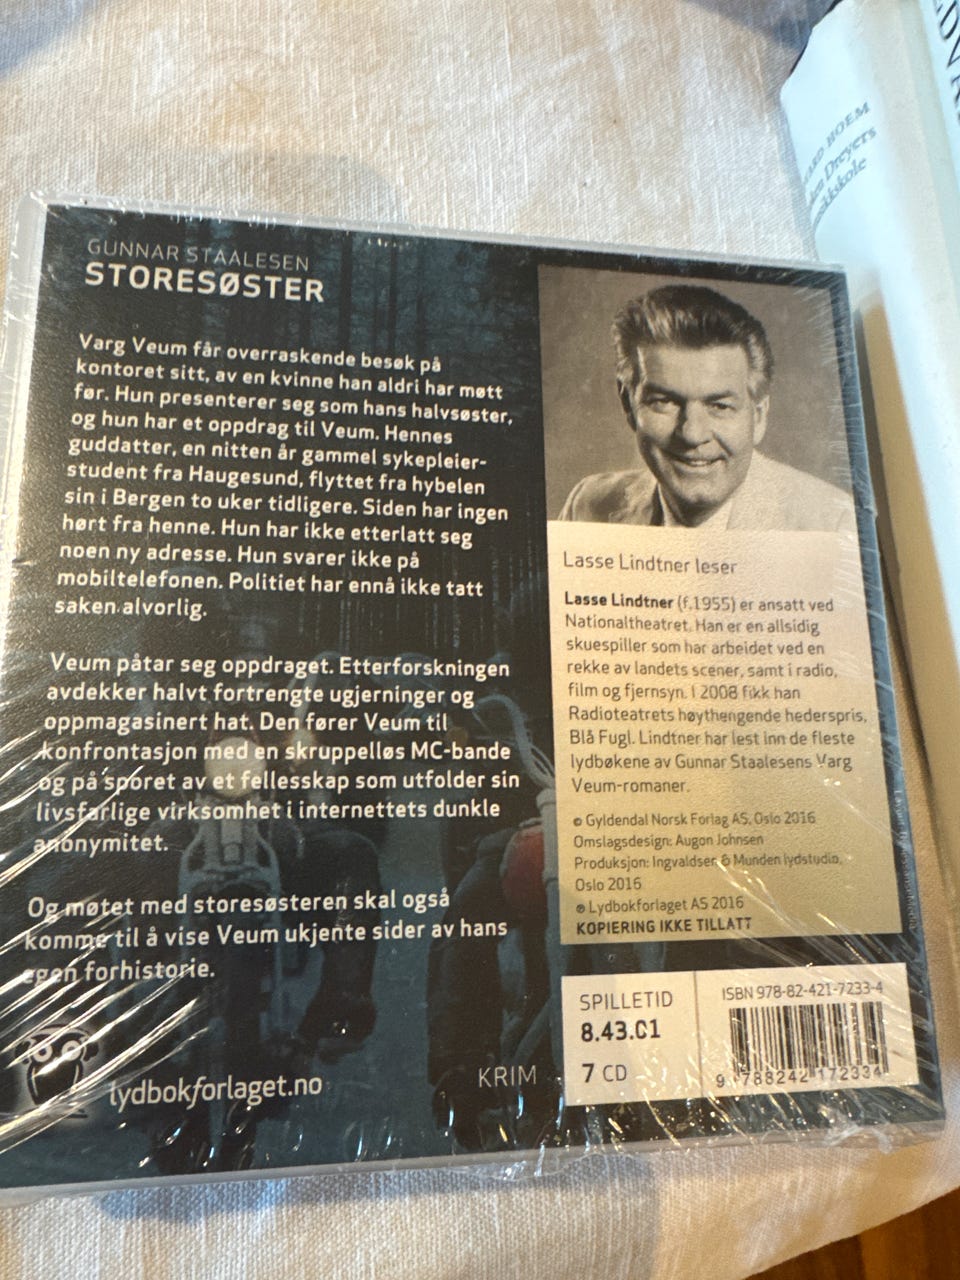 GUNNAR STAALESEN
STORESØSTER
Varg Veum får overraskende besøk på
kontoret sitt, av en kvinne han aldri har møtt
før. Hun presenterer seg som hans halvsøster,
og hun har et oppdrag til Veum. Hennes
guddatter, en nitten år gammel sykepleier-
student fra Haugesund, flyttet fra hybelen
sin i Bergen to uker tidligere. Siden har ingen
hørt fra henne. Hun har ikke etterlatt seg
noen ny adresse. Hun svarer ikke på
mobiltelefonen. Politiet har ennå ikke tatt
saken alvorlig.
Veum påtar seg oppdraget. Etterforskningen
avdekker halvt fortrengte ugjerninger og
oppmagasinert hat. Den fører Veum til
konfrontasjon med en skruppelløs MC-bande
og på sporet av et fellesskap som utfolder sin
livsfarlige virksomhet i internettets dunkle
anonymitet.
Og møtet med storesøsteren skal også
komme til å vise Veum ukjente sider av hans
egen forhistorie.
lydbokforlaget.no
KRIM
Lasse Lindtner leser
Lasse Lindtner (f.1955) er ansatt ved
Nationaltheatret. Han er en allsidig
skuespiller som har arbeidet ved en
rekke av landets scener, samt i radio,
film og fjernsyn. I 2008 fikk han
Radioteatrets høythengende hederspris,
Blå Fugl. Lindtner har lest inn de fleste
lydbøkene av Gunnar Staalesens Varg
Veum-romaner.
© Gyldendal Norsk Forlag AS, Oslo 2016
Omslagsdesign: Augon Johnsen
Produksjon: Ingvaldsen & Munden lydstudio,
Oslo 2016
℗ Lydbokforlaget AS 2016
KOPIERING IKKE TILLATT
SPILLETID
8.43.01
7 CD
ISBN 978-82-421-7233-4
9 788242 172334
HOEM
Dreyers